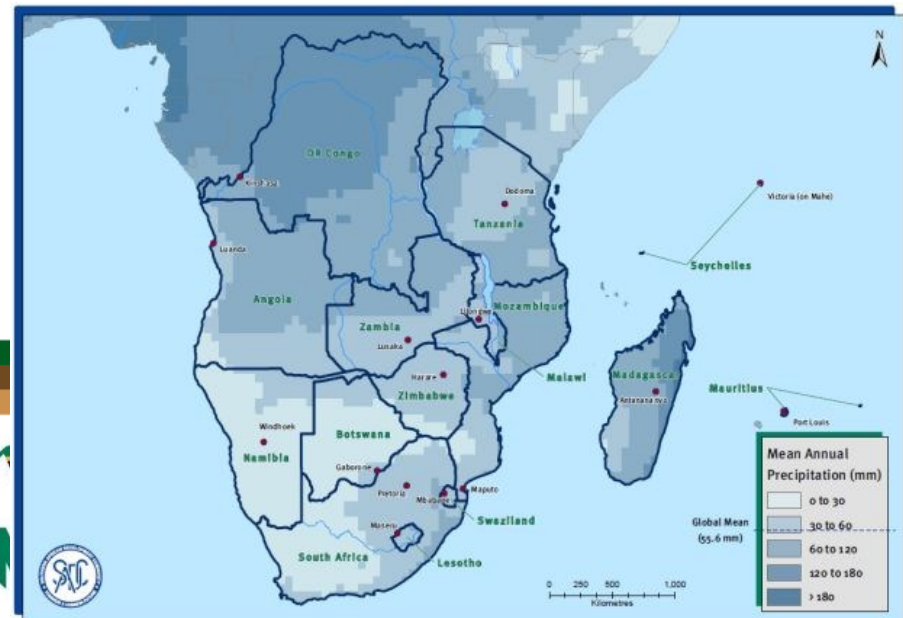 N
DR Congo
Kinshasa
Dodoma
Tanzania
Victoria (on Mahe)
Luanda
Seychelles
Angola
Mozambique
Lilongwe
Zambia
Lusaka
Malawi
Harare
Zimbabwe
Madagascar
Antananarivo
Mauritius
Port Louis
Windhoek
Namibia
Botswana
Gaborone
Pretoria
Mbabane
Maputo
Swaziland
Maseru
Lesotho
South Africa
Mean Annual
Precipitation (mm)
0 to 30
30 to 60
60 to 120
120 to 180
> 180
Global Mean
(55.6 mm)
0 250 500 1,000
Kilometres
SADC